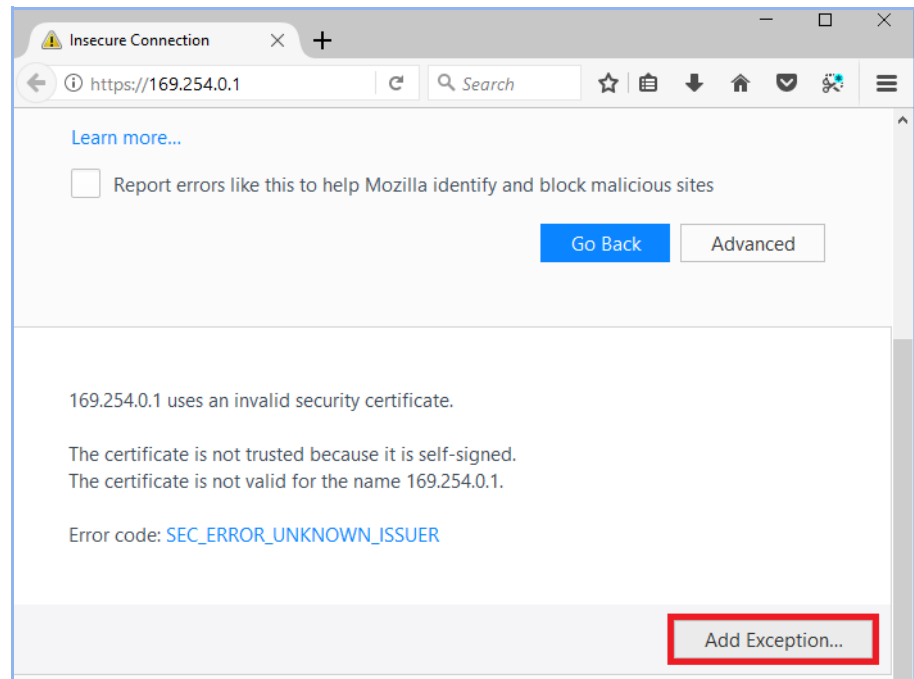 Insecure Connection
https://169.254.0.1
Search
Learn more...
Report errors like this to help Mozilla identify and block malicious sites
Go Back
Advanced
169.254.0.1 uses an invalid security certificate.
The certificate is not trusted because it is self-signed.
The certificate is not valid for the name 169.254.0.1.
Error code: SEC_ERROR_UNKNOWN_ISSUER
Add Exception...